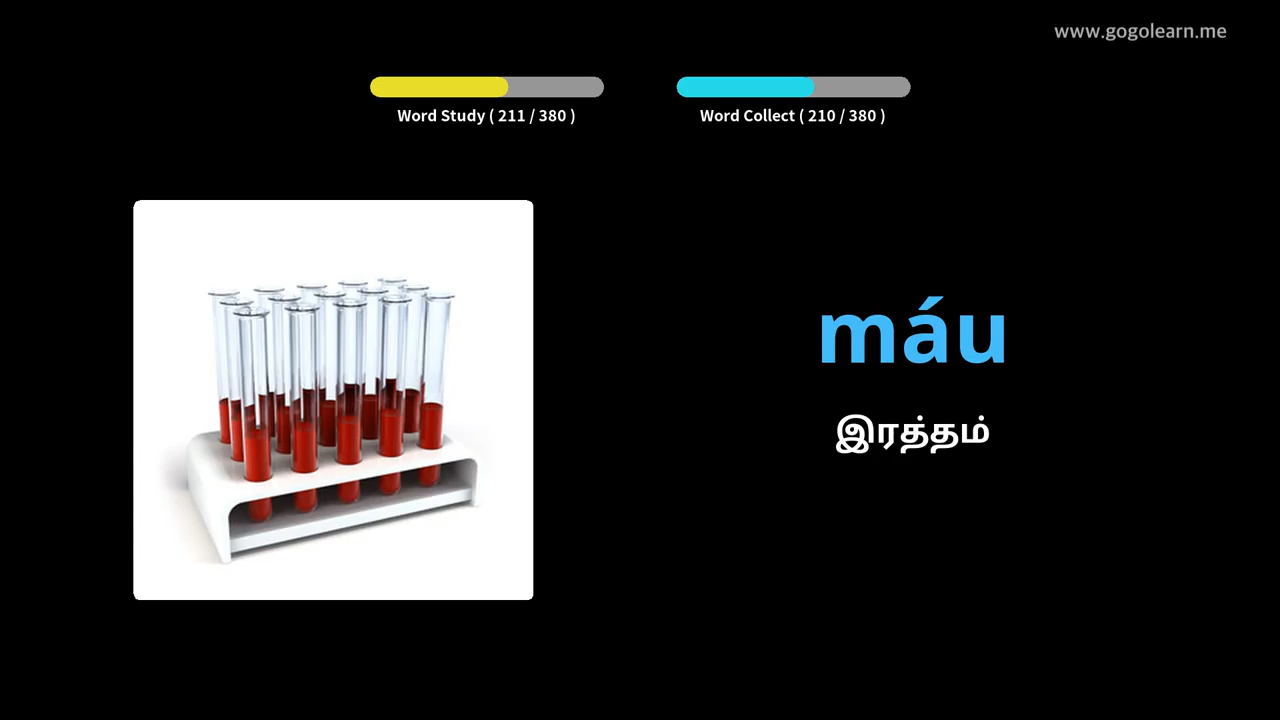 www.gogolearn.me
Word Study ( 211 / 380 )
Word Collect ( 210 / 380 )
máu
இரத்தம்